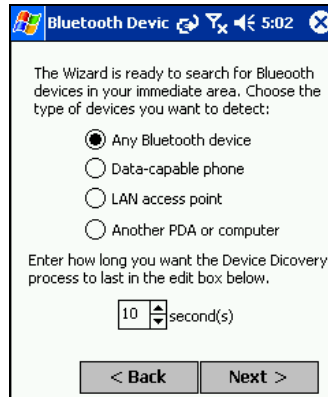 Bluetooth Devic 5:02
The Wizard is ready to search for Blueooth
devices in your immediate area. Choose the
type of devices you want to detect:
Any Bluetooth device
Data-capable phone
LAN access point
Another PDA or computer
Enter how long you want the Device Dicovery
process to last in the edit box below.
10 second(s)
< Back Next >